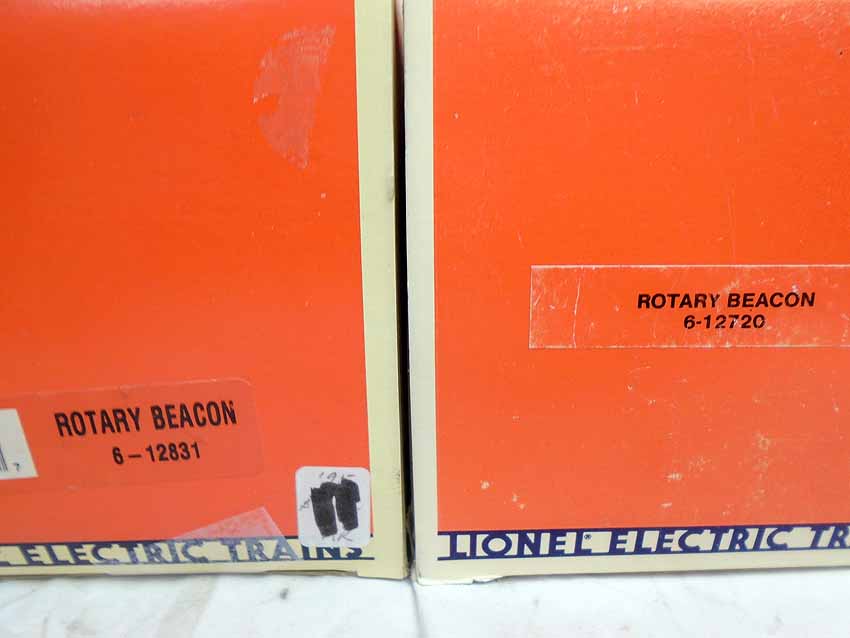 ROTARY BEACON
6-12831
ELECTRIC TRAINS
ROTARY BEACON
6-12720
LIONEL® ELECTRIC TR